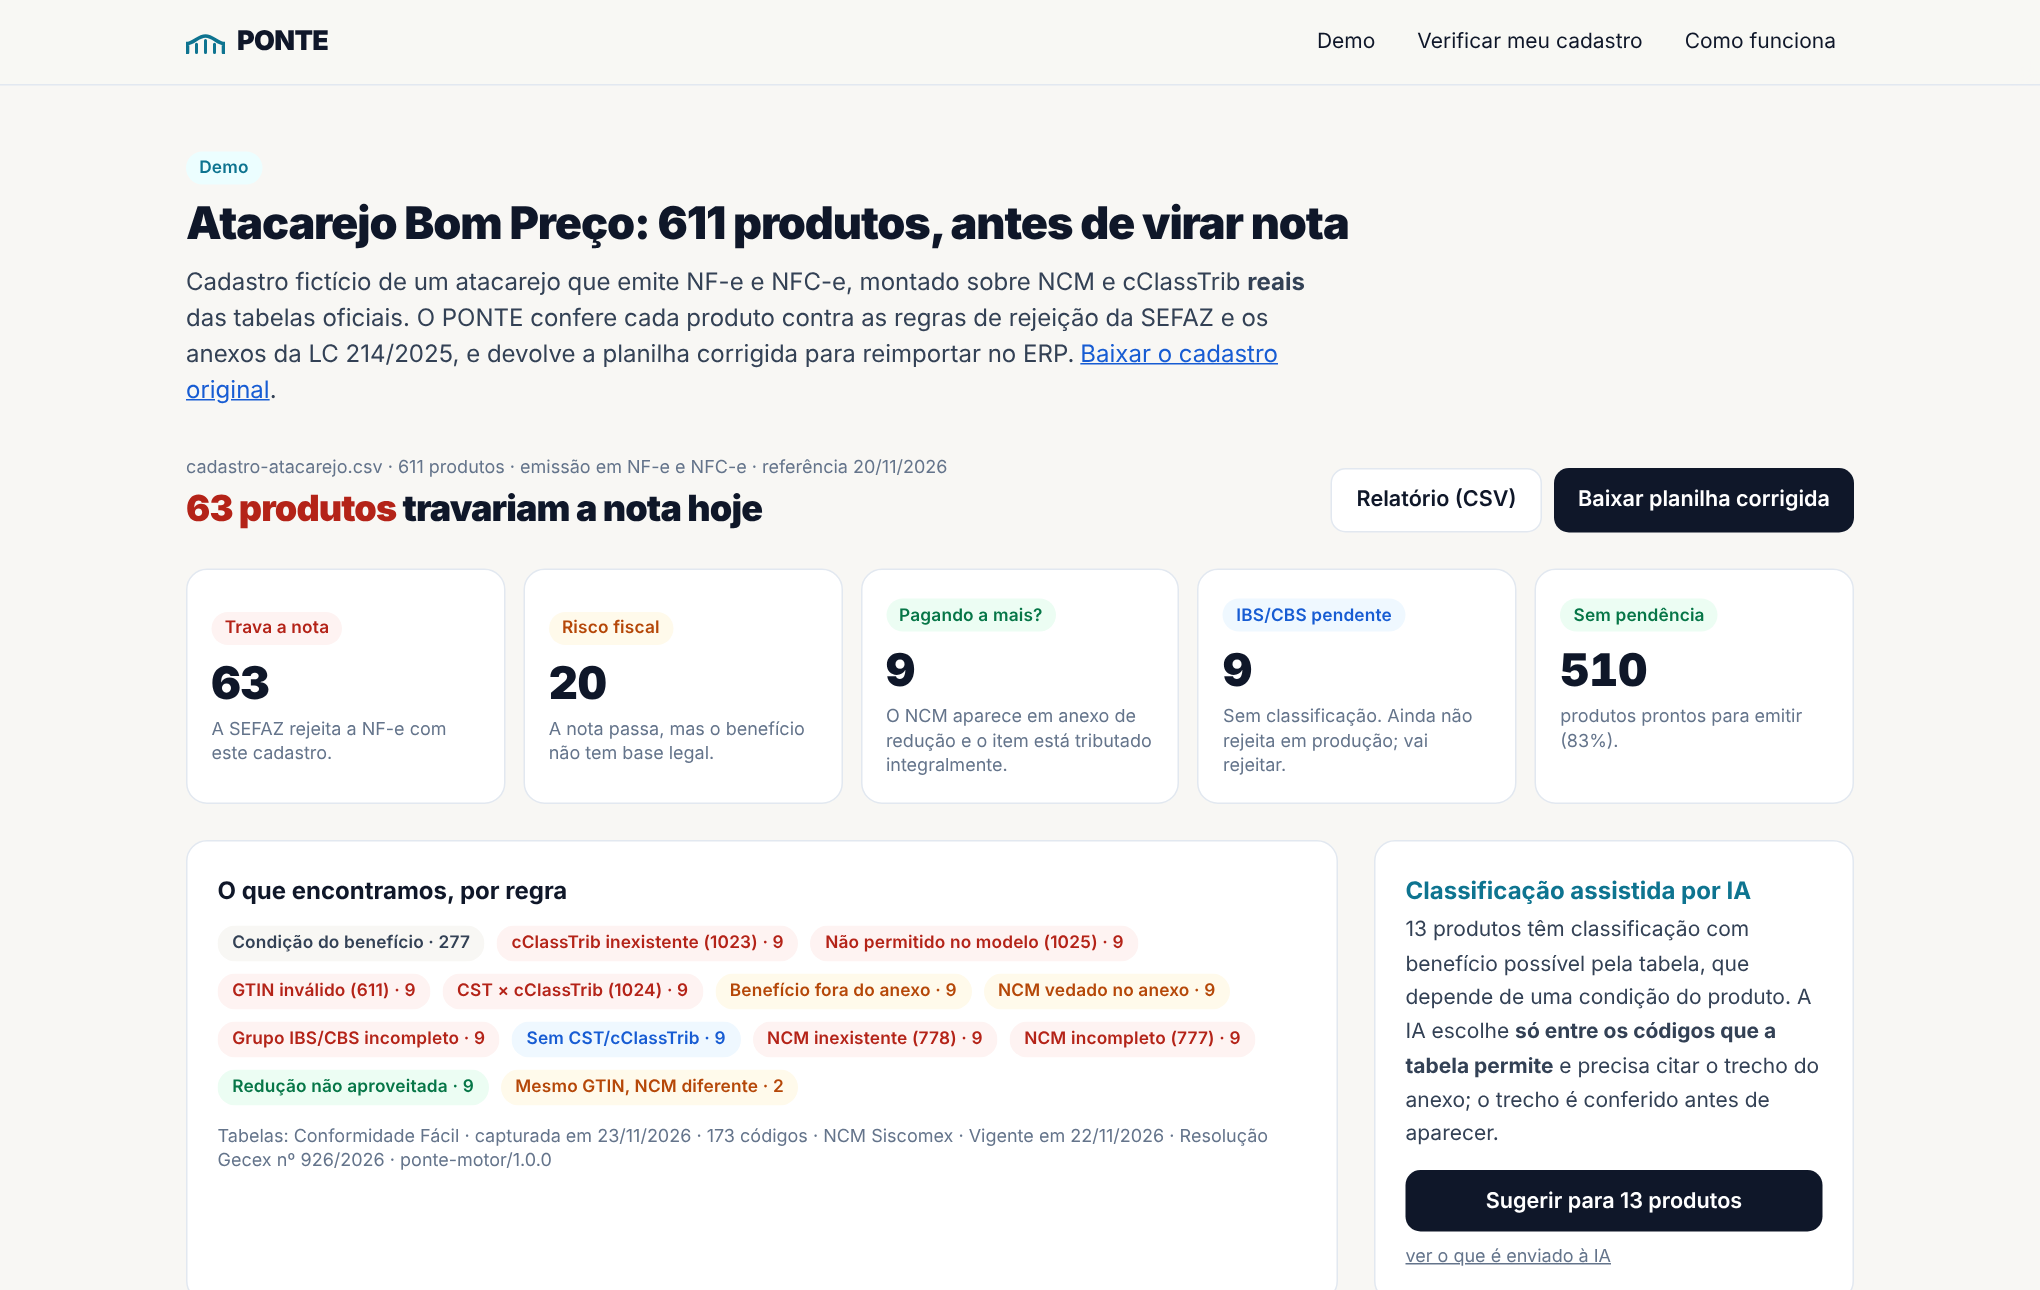 PONTE
Demo
Verificar meu cadastro
Como funciona
Demo
Atacarejo Bom Preço: 611 produtos, antes de virar nota
Cadastro fictício de um atacarejo que emite NF-e e NFC-e, montado sobre NCM e cClassTrib reais
das tabelas oficiais. O PONTE confere cada produto contra as regras de rejeição da SEFAZ e os
anexos da LC 214/2025, e devolve a planilha corrigida para reimportar no ERP. Baixar o cadastro
original.
cadastro-atacarejo.csv · 611 produtos · emissão em NF-e e NFC-e · referência 20/11/2026
63 produtos travariam a nota hoje
Relatório (CSV)
Baixar planilha corrigida
Trava a nota
63
A SEFAZ rejeita a NF-e com
este cadastro.
Risco fiscal
20
A nota passa, mas o benefício
não tem base legal.
Pagando a mais?
9
O NCM aparece em anexo de
redução e o item está tributado
integralmente.
IBS/CBS pendente
9
Sem classificação. Ainda não
rejeita em produção; vai
rejeitar.
Sem pendência
510
produtos prontos para emitir
(83%).
O que encontramos, por regra
Condição do benefício · 277
cClassTrib inexistente (1023) · 9
Não permitido no modelo (1025) · 9
GTIN inválido (611) · 9
CST × cClassTrib (1024) · 9
Benefício fora do anexo · 9
NCM vedado no anexo · 9
Grupo IBS/CBS incompleto · 9
Sem CST/cClassTrib · 9
NCM inexistente (778) · 9
NCM incompleto (777) · 9
Redução não aproveitada · 9
Mesmo GTIN, NCM diferente · 2
Tabelas: Conformidade Fácil · capturada em 23/11/2026 · 173 códigos · NCM Siscomex · Vigente em 22/11/2026 · Resolução
Gecex nº 926/2026 · ponte-motor/1.0.0
Classificação assistida por IA
13 produtos têm classificação com
benefício possível pela tabela, que
depende de uma condição do produto. A
IA escolhe só entre os códigos que a
tabela permite e precisa citar o trecho do
anexo; o trecho é conferido antes de
aparecer.
Sugerir para 13 produtos
ver o que é enviado à IA